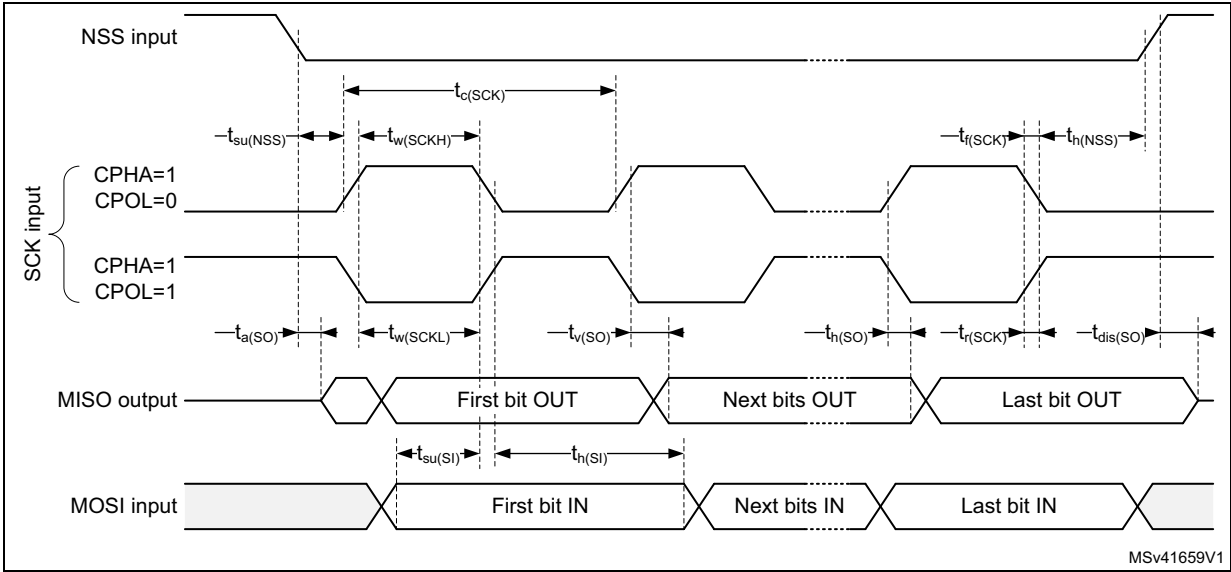 NSS input
tc(SCK)
tsu(NSS) tw(SCKH) tf(SCK) th(NSS)
SCK input
CPHA=1
CPOL=0
CPHA=1
CPOL=1
ta(SO) tw(SCKL) tv(SO) th(SO) tr(SCK) tdis(SO)
MISO output First bit OUT Next bits OUT Last bit OUT
tsu(SI) th(SI)
MOSI input First bit IN Next bits IN Last bit IN
MSv41659V1